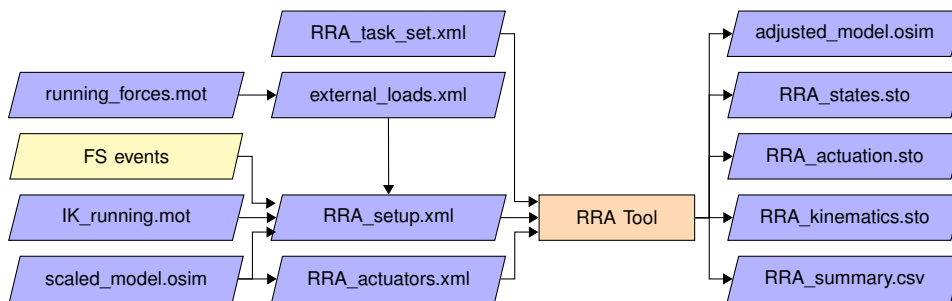 RRA_task_set.xml
adjusted_model.osim
running_forces.mot
external_loads.xml
RRA_states.sto
FS events
RRA_actuation.sto
IK_running.mot
RRA_setup.xml
RRA Tool
RRA_kinematics.sto
scaled_model.osim
RRA_actuators.xml
RRA_summary.csv